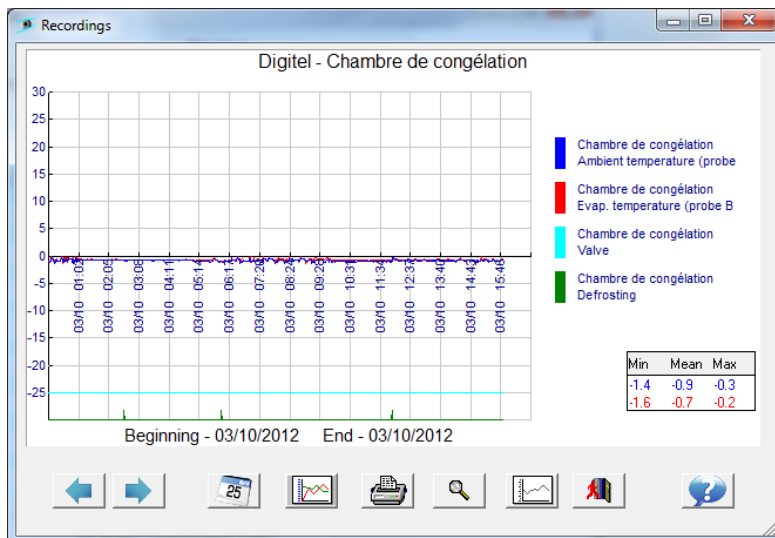 Recordings
Digitel - Chambre de congélation
30
25
20
15
10
5
0
-5
-10
-15
-20
-25
03/10 01:02
03/10 02:05
03/10 03:08
03/10 04:11
03/10 05:14
03/10 06:17
03/10 07:20
03/10 08:24
03/10 09:28
03/10 10:31
03/10 11:34
03/10 12:37
03/10 13:40
03/10 14:43
03/10 15:46
Chambre de congélation
Ambient temperature (probe
Chambre de congélation
Evap. temperature (probe B
Chambre de congélation
Valve
Chambre de congélation
Defrosting
Min Mean Max
-1.4 -0.9 -0.3
-1.6 -0.7 -0.2
Beginning - 03/10/2012 End - 03/10/2012
25
?